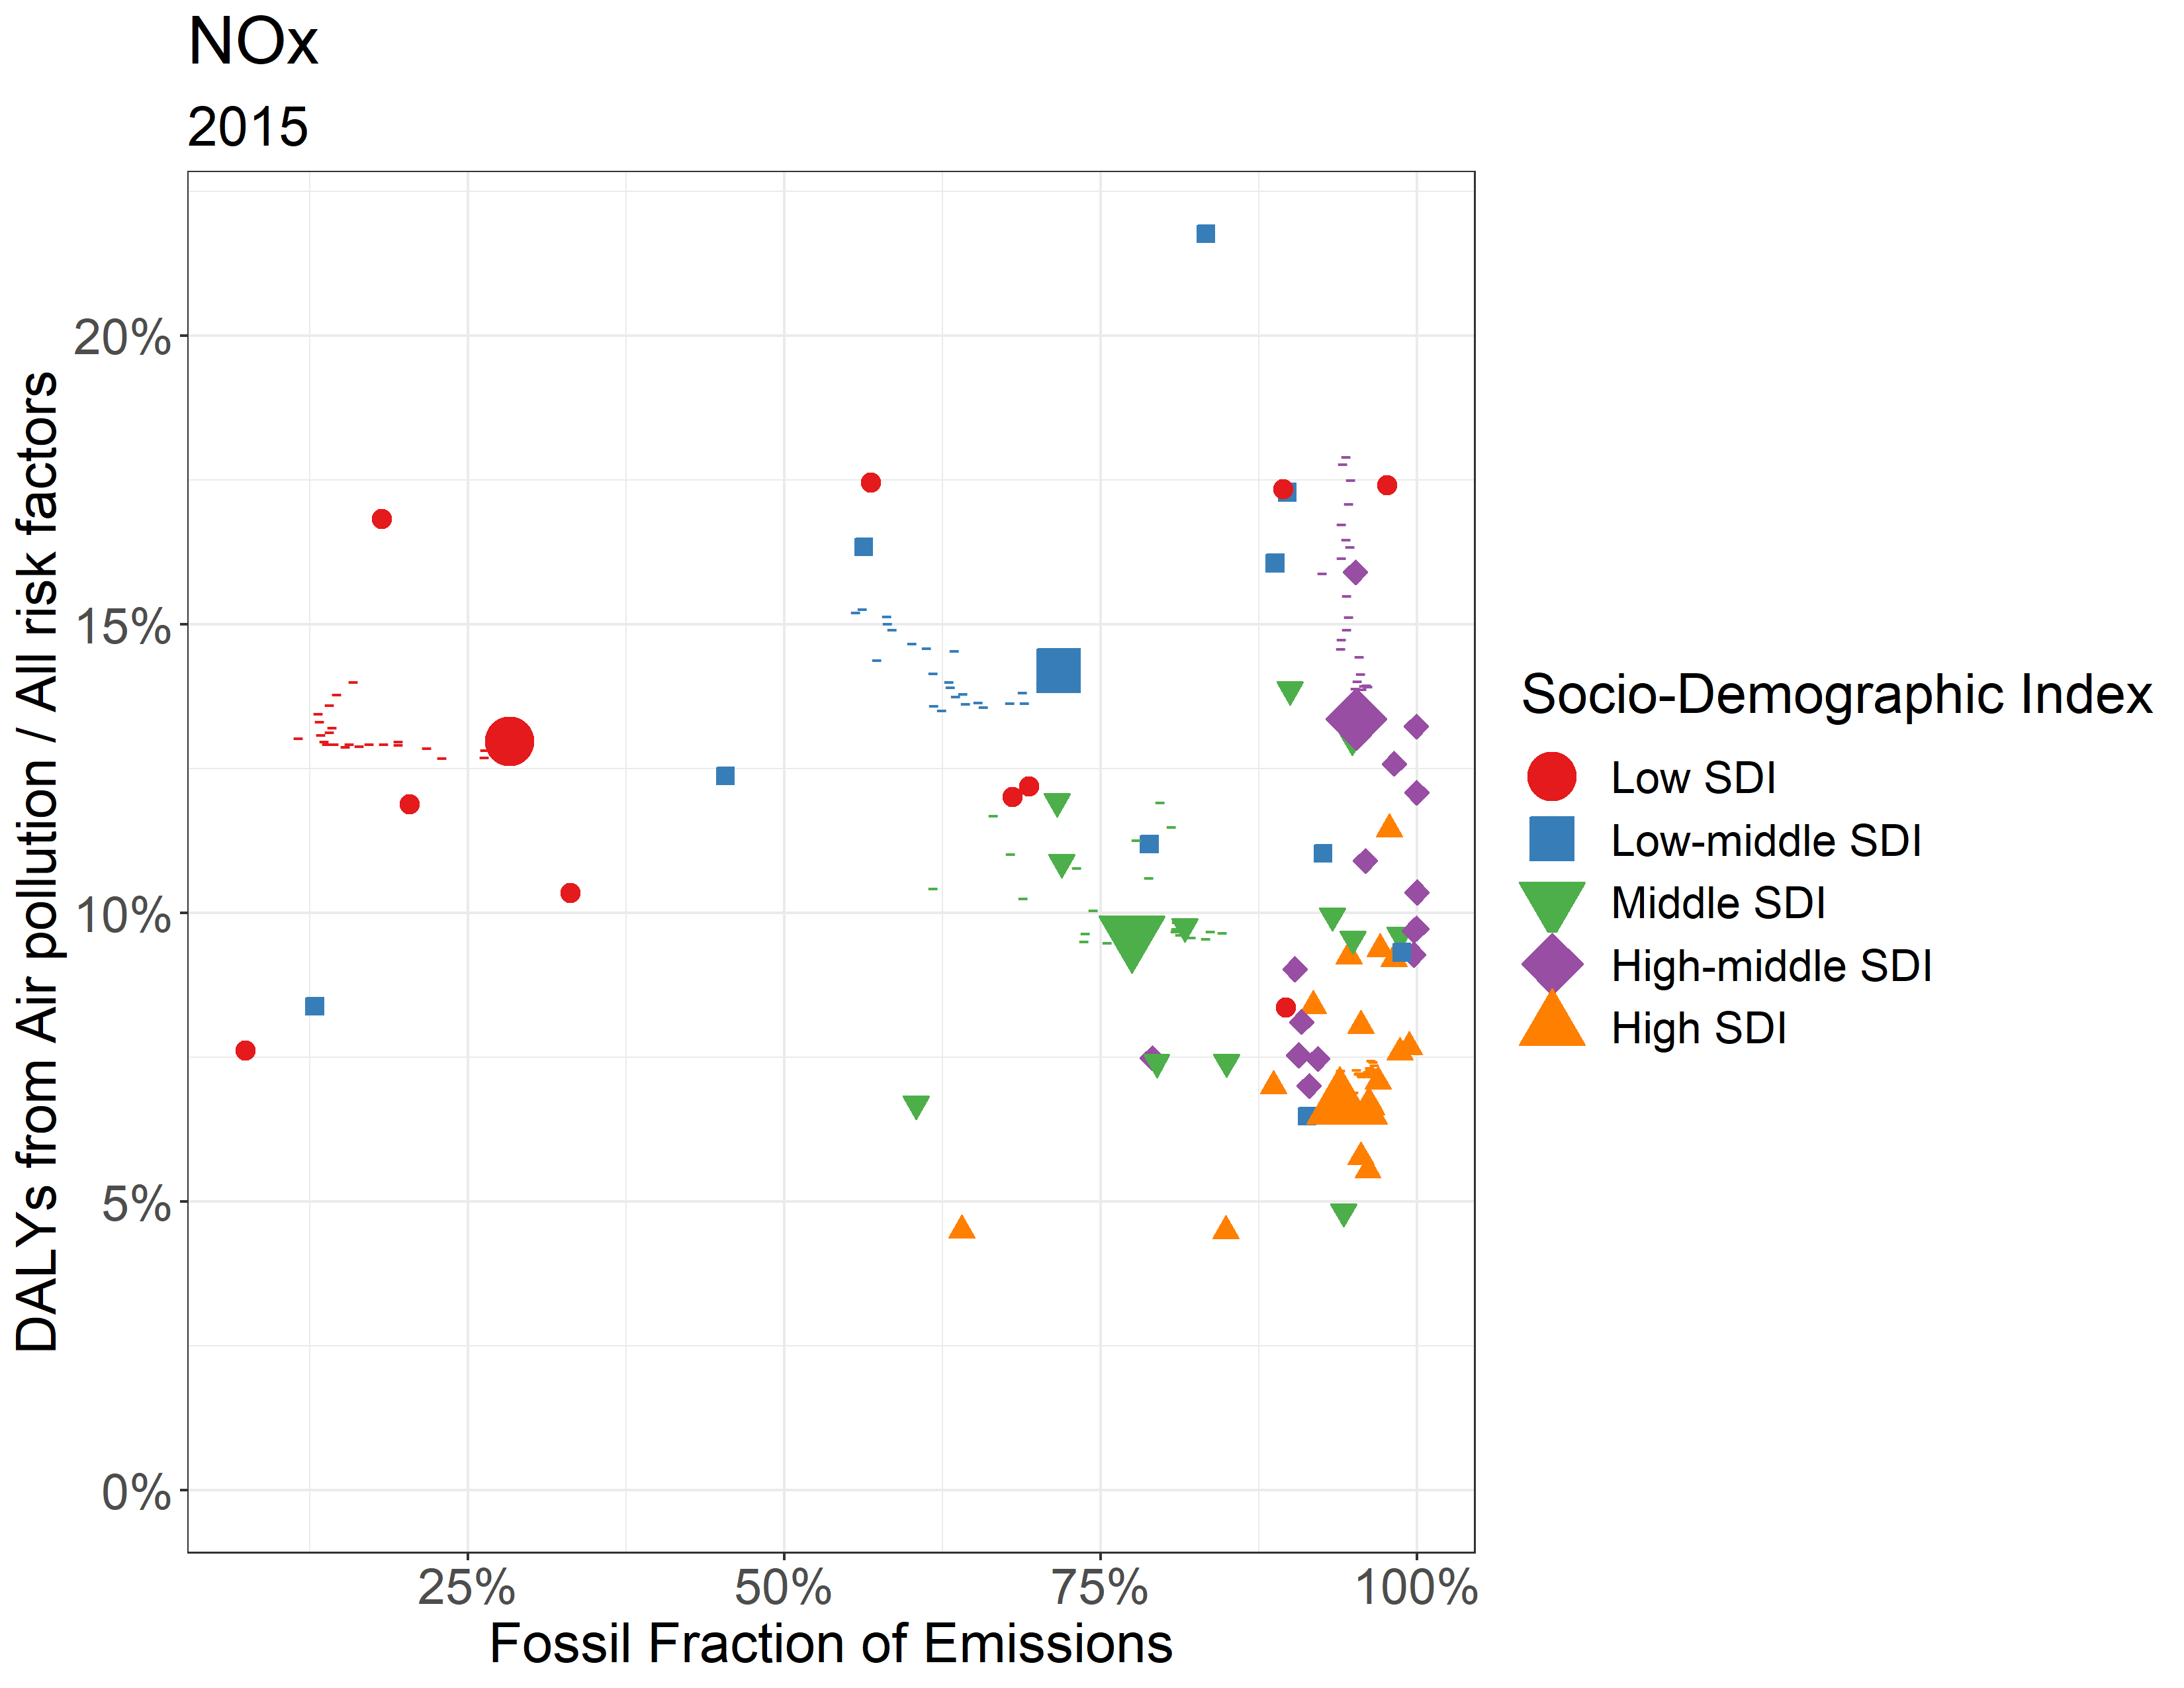 NOx
2015
DALYs from Air pollution / All risk factors
20%
15%
10%
5%
0%
25% 50% 75% 100%
Fossil Fraction of Emissions
Socio-Demographic Index
Low SDI
Low-middle SDI
Middle SDI
High-middle SDI
High SDI